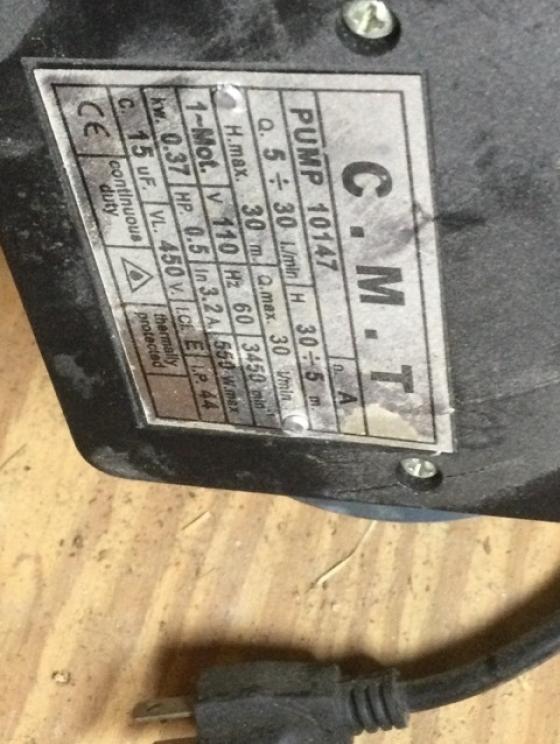 C.M.T
PUMP 10147 n. A
Q. 5 ÷ 30 l./min H 30 ÷ 5 m.
H.max. 30 m. Q.max. 30 l/min
1~Mot. V 110 Hz 60 3450 min⁻¹
kW. 0.37 HP 0.5 In 3.2 A. 550 W.max
C. 15 uF. VL. 450 V. I.Cl. E I.P. 44
CE continuous duty thermally protected